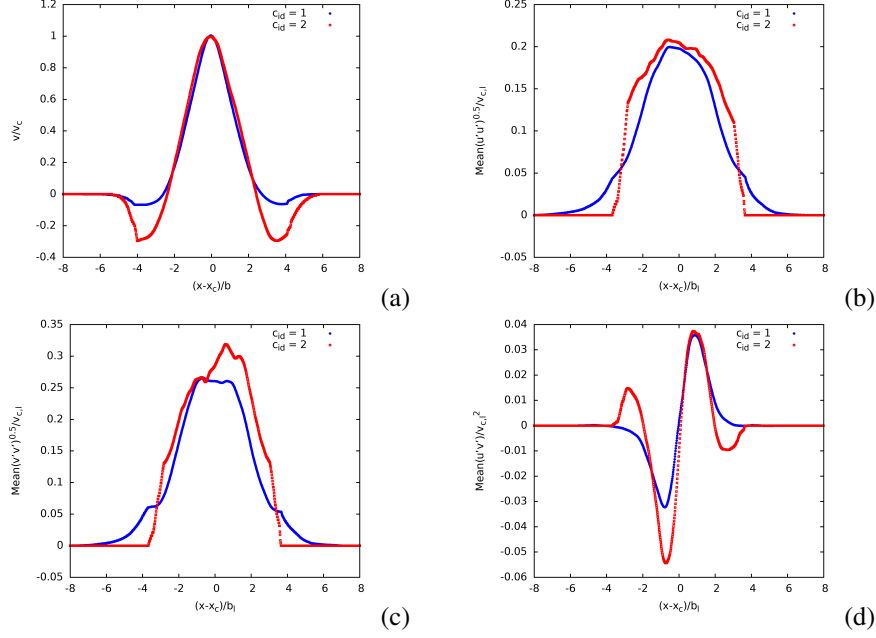 c_id = 1
c_id = 2
v/v_c
1.2
1
0.8
0.6
0.4
0.2
0
-0.2
-0.4
-8 -6 -4 -2 0 2 4 6 8
(x-x_c)/b
(a)
c_id = 1
c_id = 2
Mean(u'u')^0.5/v_c,l
0.25
0.2
0.15
0.1
0.05
0
-0.05
-8 -6 -4 -2 0 2 4 6 8
(x-x_c)/b_l
(b)
c_id = 1
c_id = 2
Mean(v'v')^0.5/v_c,l
0.35
0.3
0.25
0.2
0.15
0.1
0.05
0
-0.05
-8 -6 -4 -2 0 2 4 6 8
(x-x_c)/b_l
(c)
c_id = 1
c_id = 2
Mean(u'v')/v_c,l^2
0.04
0.03
0.02
0.01
0
-0.01
-0.02
-0.03
-0.04
-0.05
-0.06
-8 -6 -4 -2 0 2 4 6 8
(x-x_c)/b_l
(d)